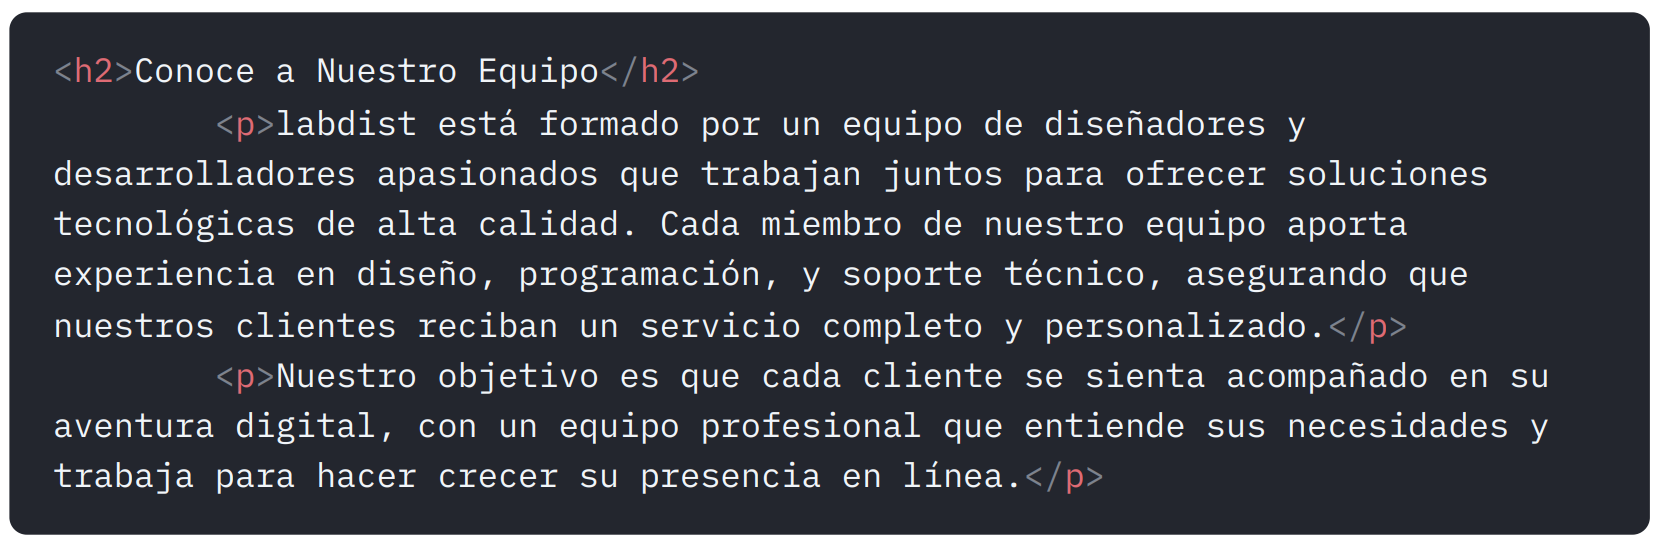 <h2>Conoce a Nuestro Equipo</h2>
<p>labdist está formado por un equipo de diseñadores y
desarrolladores apasionados que trabajan juntos para ofrecer soluciones
tecnológicas de alta calidad. Cada miembro de nuestro equipo aporta
experiencia en diseño, programación, y soporte técnico, asegurando que
nuestros clientes reciban un servicio completo y personalizado.</p>
<p>Nuestro objetivo es que cada cliente se sienta acompañado en su
aventura digital, con un equipo profesional que entiende sus necesidades y
trabaja para hacer crecer su presencia en línea.</p>